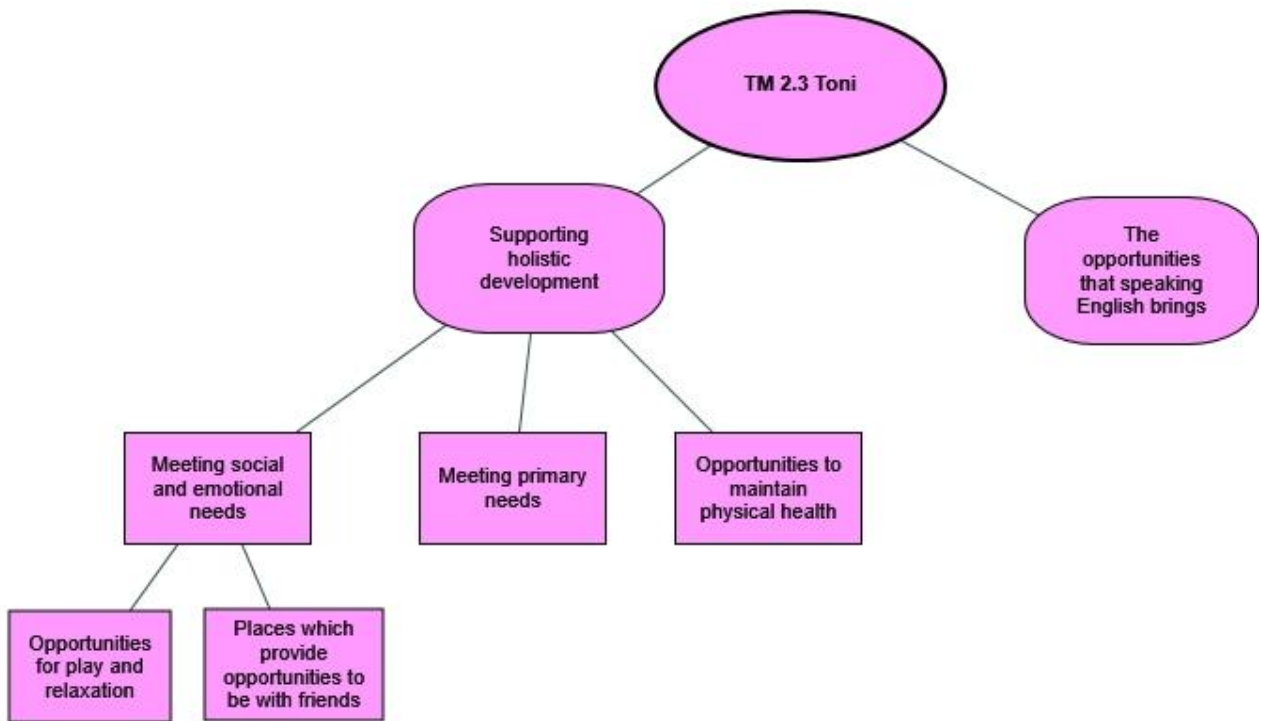 TM 2.3 Toni
Supporting
holistic
development
The
opportunities
that speaking
English brings
Meeting social
and emotional
needs
Meeting primary
needs
Opportunities to
maintain
physical health
Opportunities
for play and
relaxation
Places which
provide
opportunities to
be with friends